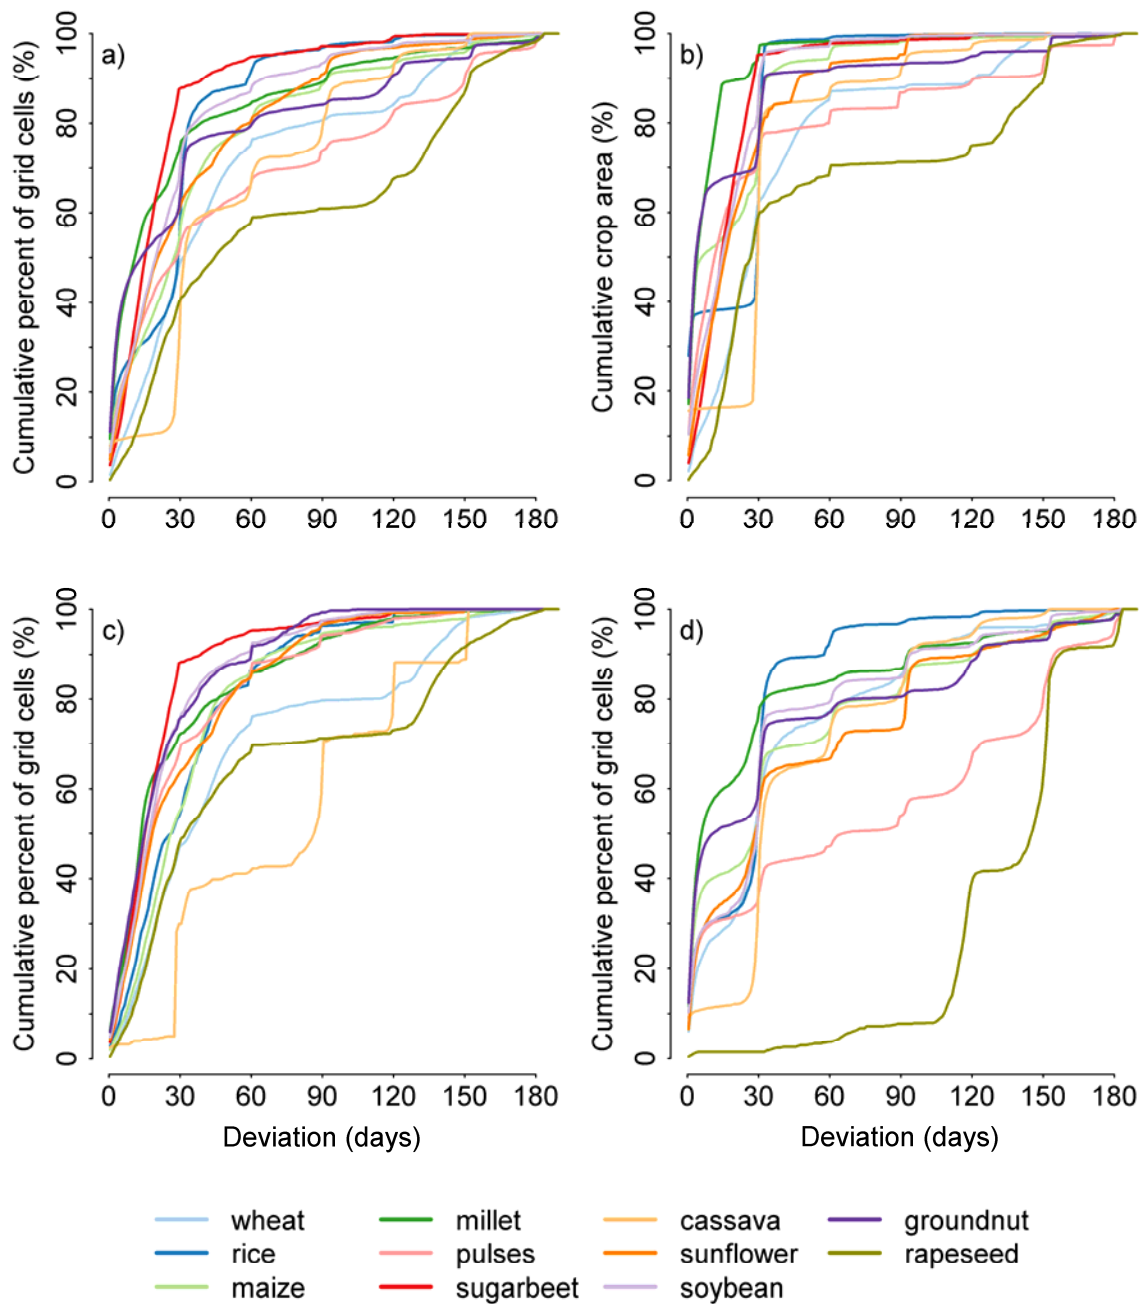 a)
Cumulative percent of grid cells (%)
0 20 40 60 80 100
0 30 60 90 120 150 180
b)
Cumulative crop area (%)
0 20 40 60 80 100
0 30 60 90 120 150 180
c)
Cumulative percent of grid cells (%)
0 20 40 60 80 100
0 30 60 90 120 150 180
Deviation (days)
d)
Cumulative percent of grid cells (%)
0 20 40 60 80 100
0 30 60 90 120 150 180
Deviation (days)
wheat millet cassava groundnut
rice pulses sunflower rapeseed
maize sugarbeet soybean